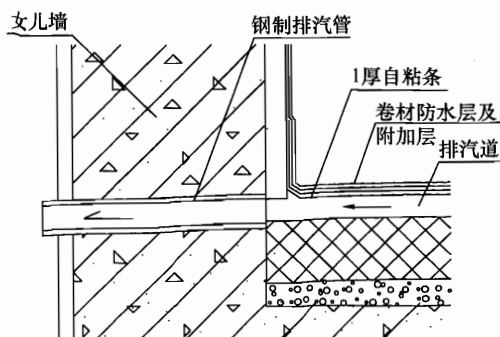 女儿墙
钢制排汽管
1厚自粘条
卷材防水层及
附加层
排汽道